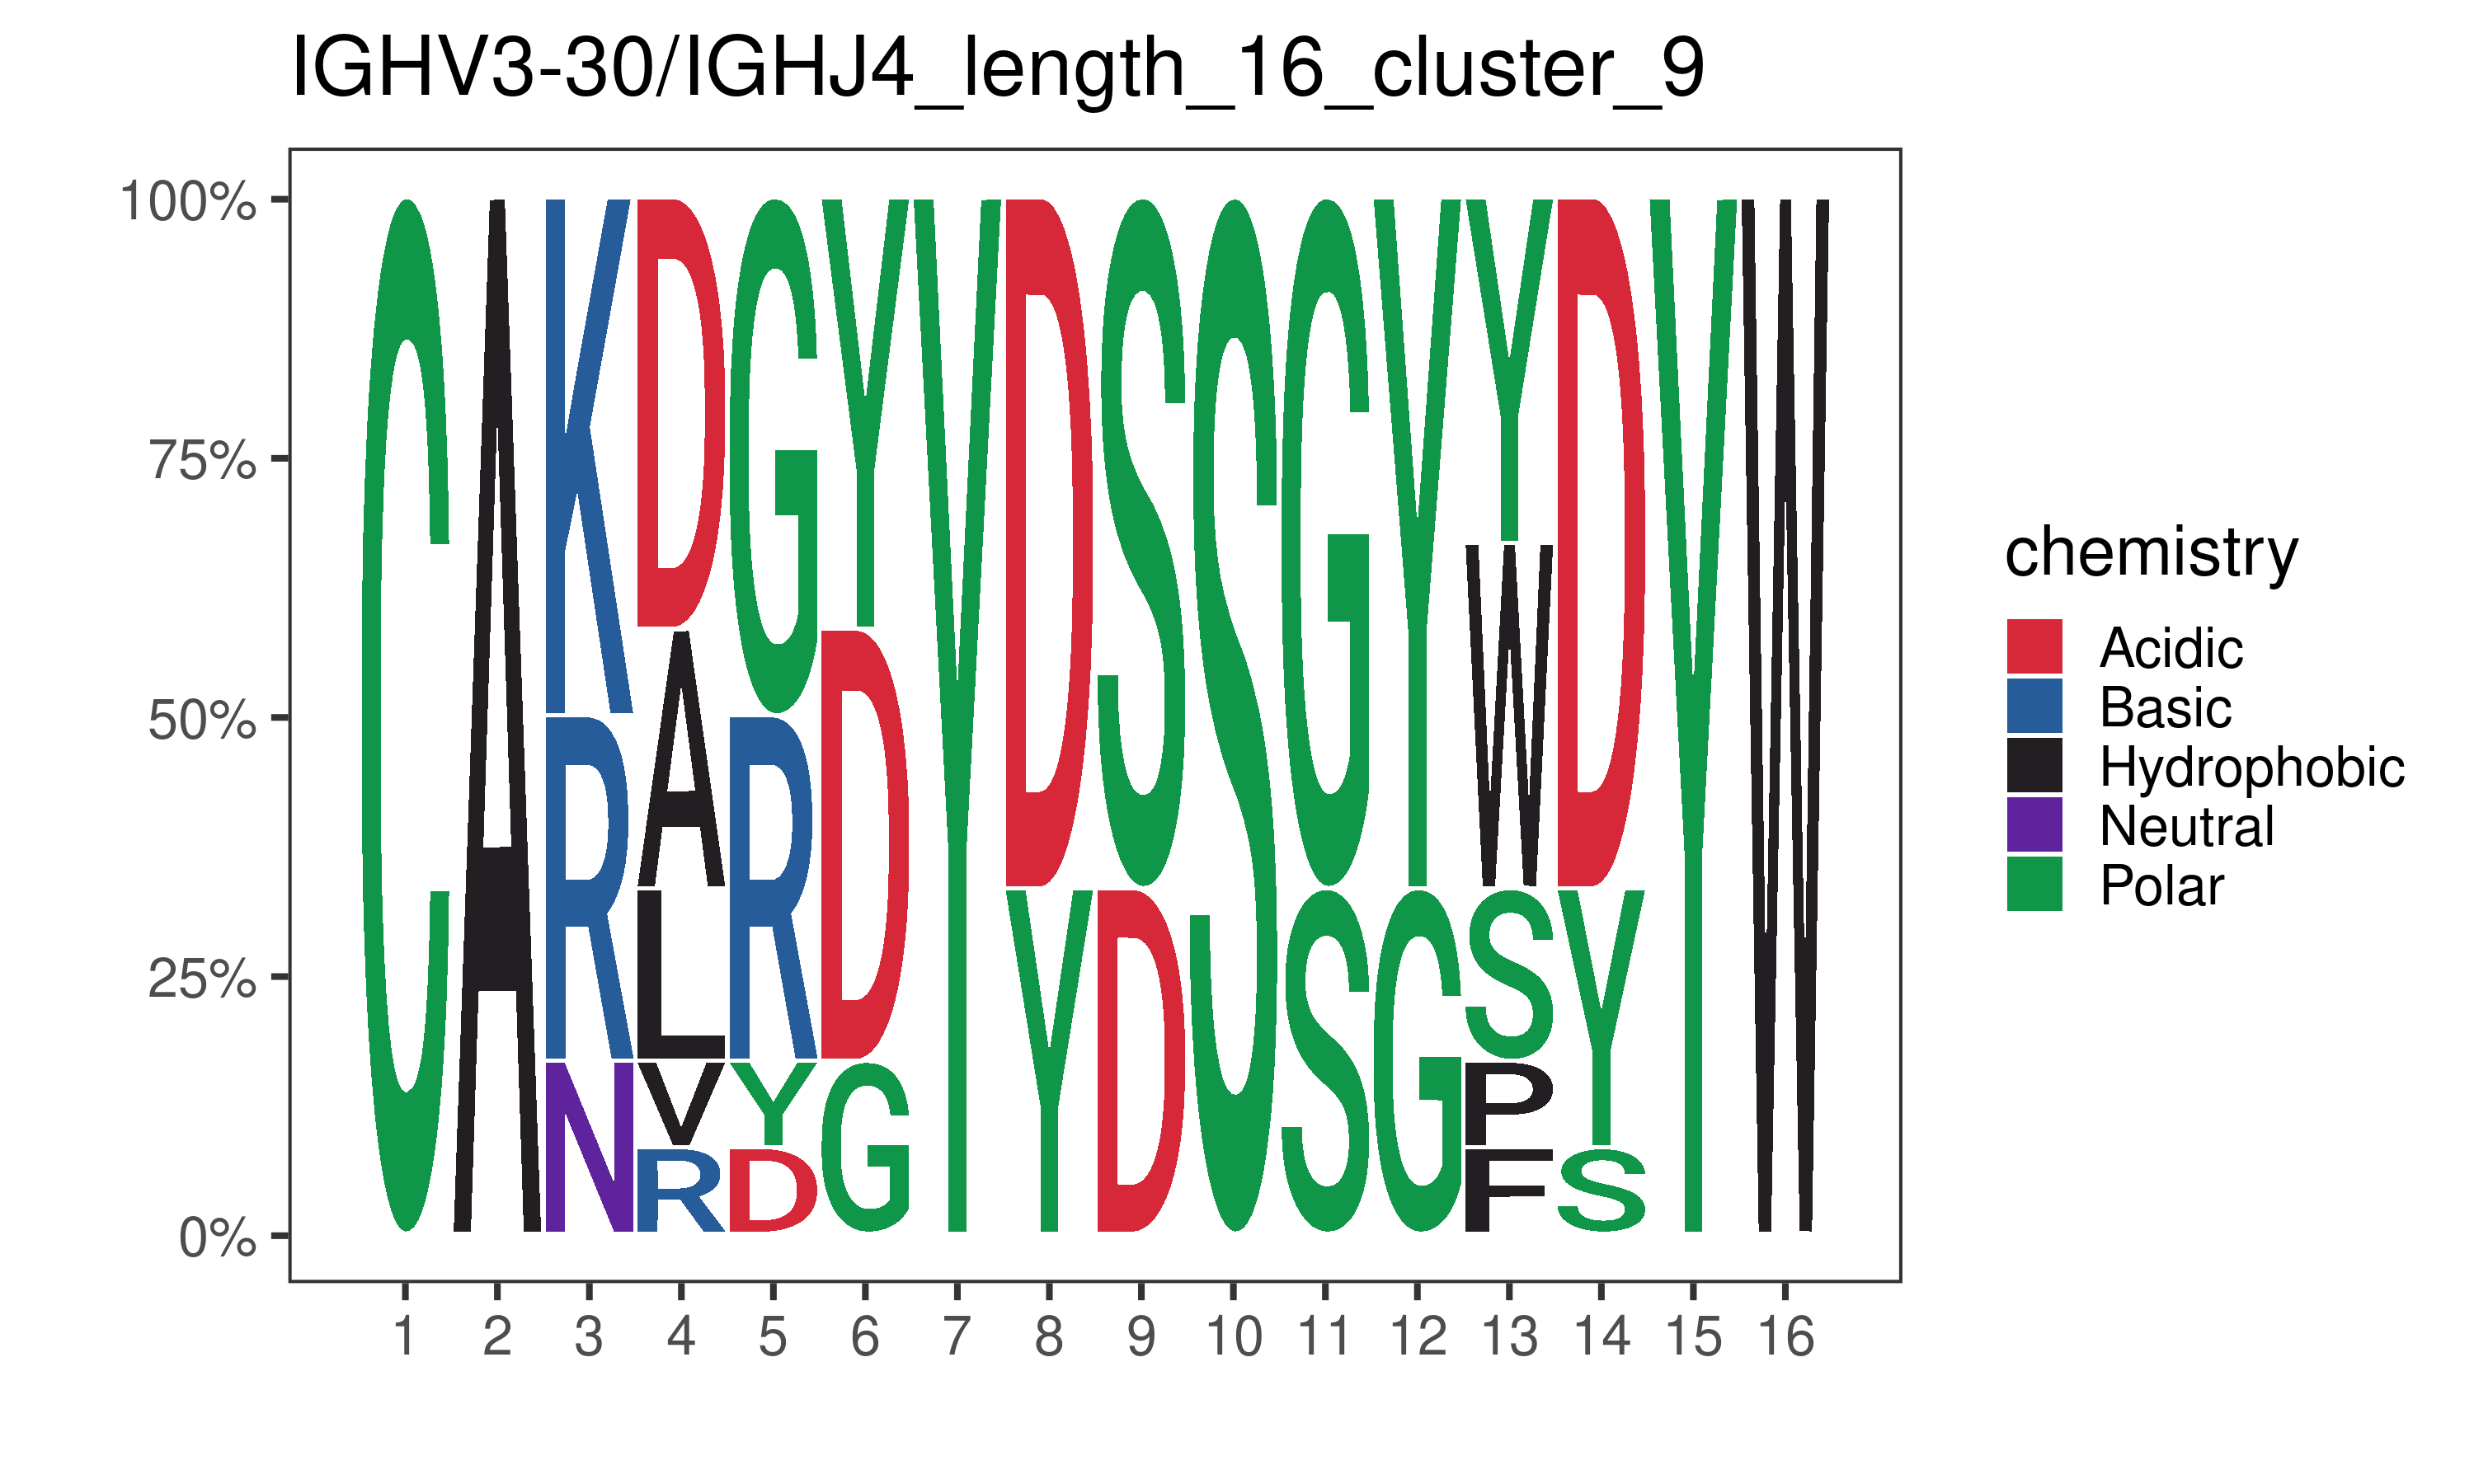 IGHV3-30/IGHJ4_length_16_cluster_9
100%
75%
50%
25%
0%
C A K D G Y Y D S S G Y Y D Y W
R A R D Y D S G W Y
L G S S
N V Y P
R D F
1 2 3 4 5 6 7 8 9 10 11 12 13 14 15 16
chemistry
Acidic
Basic
Hydrophobic
Neutral
Polar